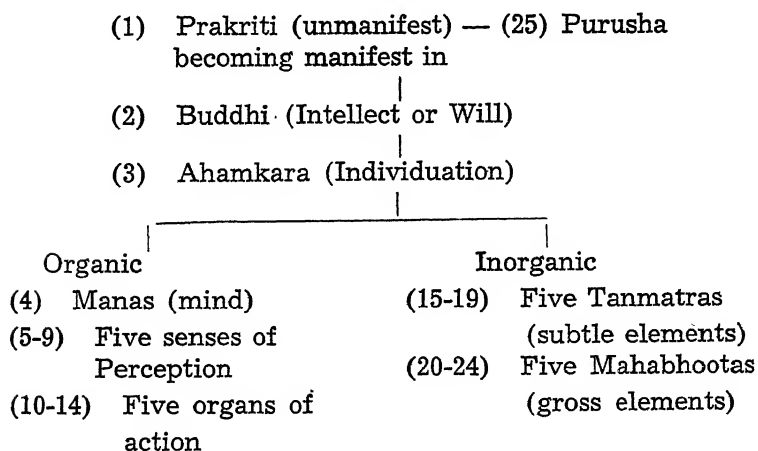 (1) Prakriti (unmanifest) — (25) Purusha
becoming manifest in
(2) Buddhi (Intellect or Will)
(3) Ahamkara (Individuation)
Organic
(4) Manas (mind)
(5-9) Five senses of
Perception
(10-14) Five organs of
action
Inorganic
(15-19) Five Tanmatras
(subtle elements)
(20-24) Five Mahabhootas
(gross elements)